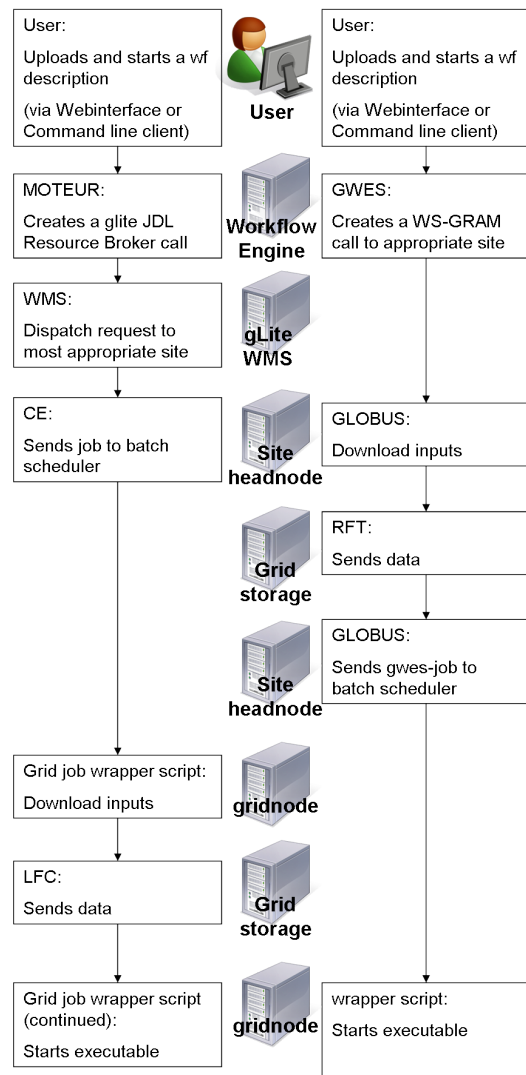 User:
Uploads and starts a wf
description
(via Webinterface or
Command line client)
User
User:
Uploads and starts a wf
description
(via Webinterface or
Command line client)
MOTEUR:
Creates a glite JDL
Resource Broker call
Workflow
Engine
GWES:
Creates a WS-GRAM
call to appropriate site
WMS:
Dispatch request to
most appropriate site
gLite
WMS
CE:
Sends job to batch
scheduler
Site
headnode
GLOBUS:
Download inputs
Grid
storage
RFT:
Sends data
Site
headnode
GLOBUS:
Sends gwes-job to
batch scheduler
Grid job wrapper script:
Download inputs
gridnode
LFC:
Sends data
Grid
storage
Grid job wrapper script
(continued):
Starts executable
gridnode
wrapper script:
Starts executable